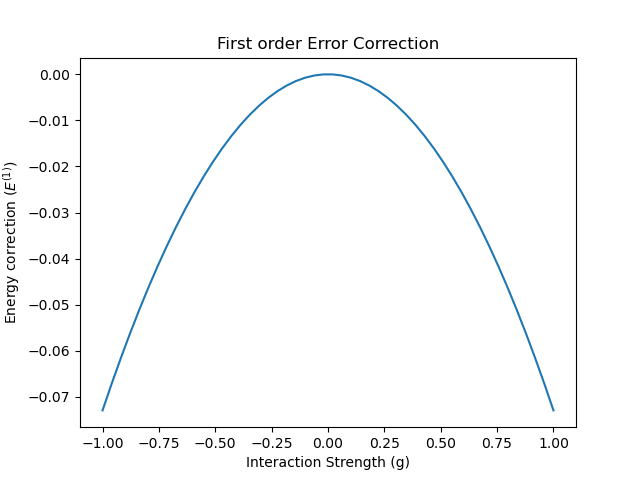 First order Error Correction
0.00
−0.01
−0.02
−0.03
−0.04
−0.05
−0.06
−0.07
Energy correction (E⁽¹⁾)
−1.00 −0.75 −0.50 −0.25 0.00 0.25 0.50 0.75 1.00
Interaction Strength (g)